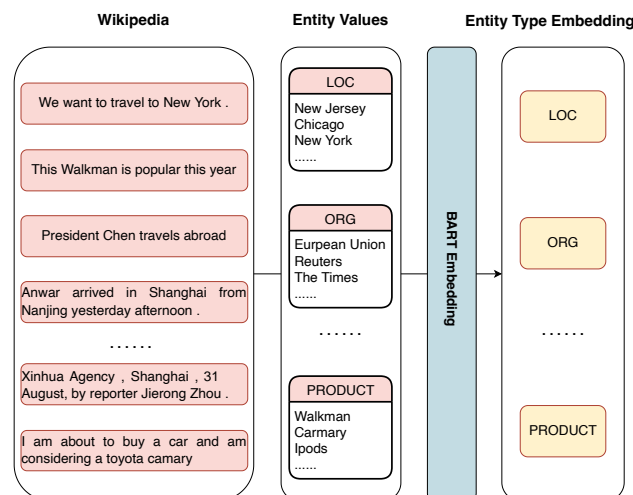 Wikipedia
Entity Values
Entity Type Embedding
We want to travel to New York .
This Walkman is popular this year
President Chen travels abroad
Anwar arrived in Shanghai from
Nanjing yesterday afternoon .
......
Xinhua Agency , Shanghai , 31
August, by reporter Jierong Zhou .
I am about to buy a car and am
considering a toyota camary
LOC
New Jersey
Chicago
New York
......
ORG
Eurpean Union
Reuters
The Times
......
......
PRODUCT
Walkman
Carmary
Ipods
......
BART Embedding
LOC
ORG
......
PRODUCT